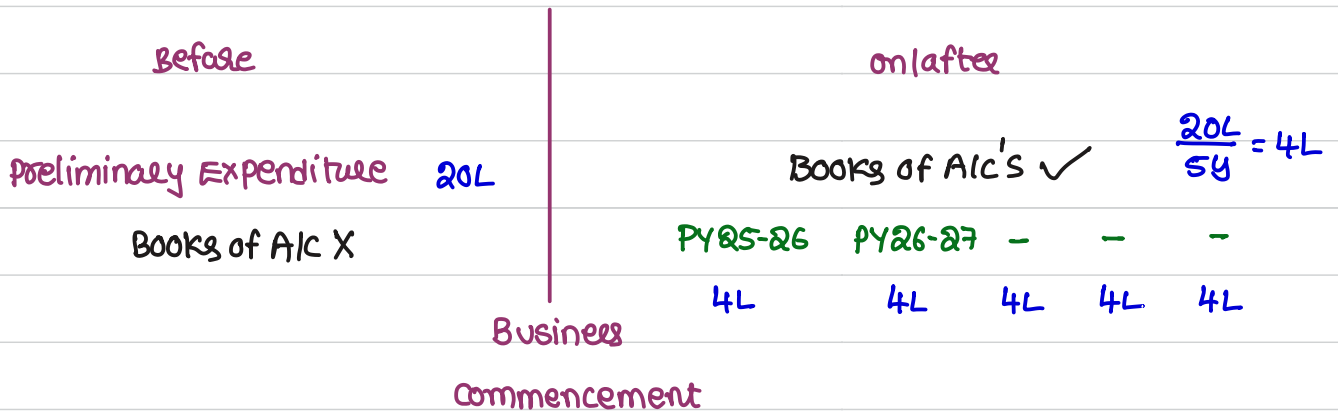 Before on/after
20L/5Y = 4L
Preliminary Expenditure 20L Books of A/c's ✓
Books of A/c X PY25-26 PY26-27 - - -
4L 4L 4L 4L 4L
Business
Commencement